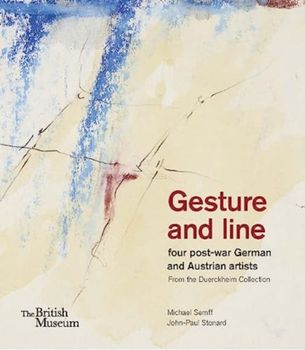 Gesture
and line
four post-war German
and Austrian artists
From the Duerckheim Collection
The British
Museum
Michael Semff
John-Paul Stonard